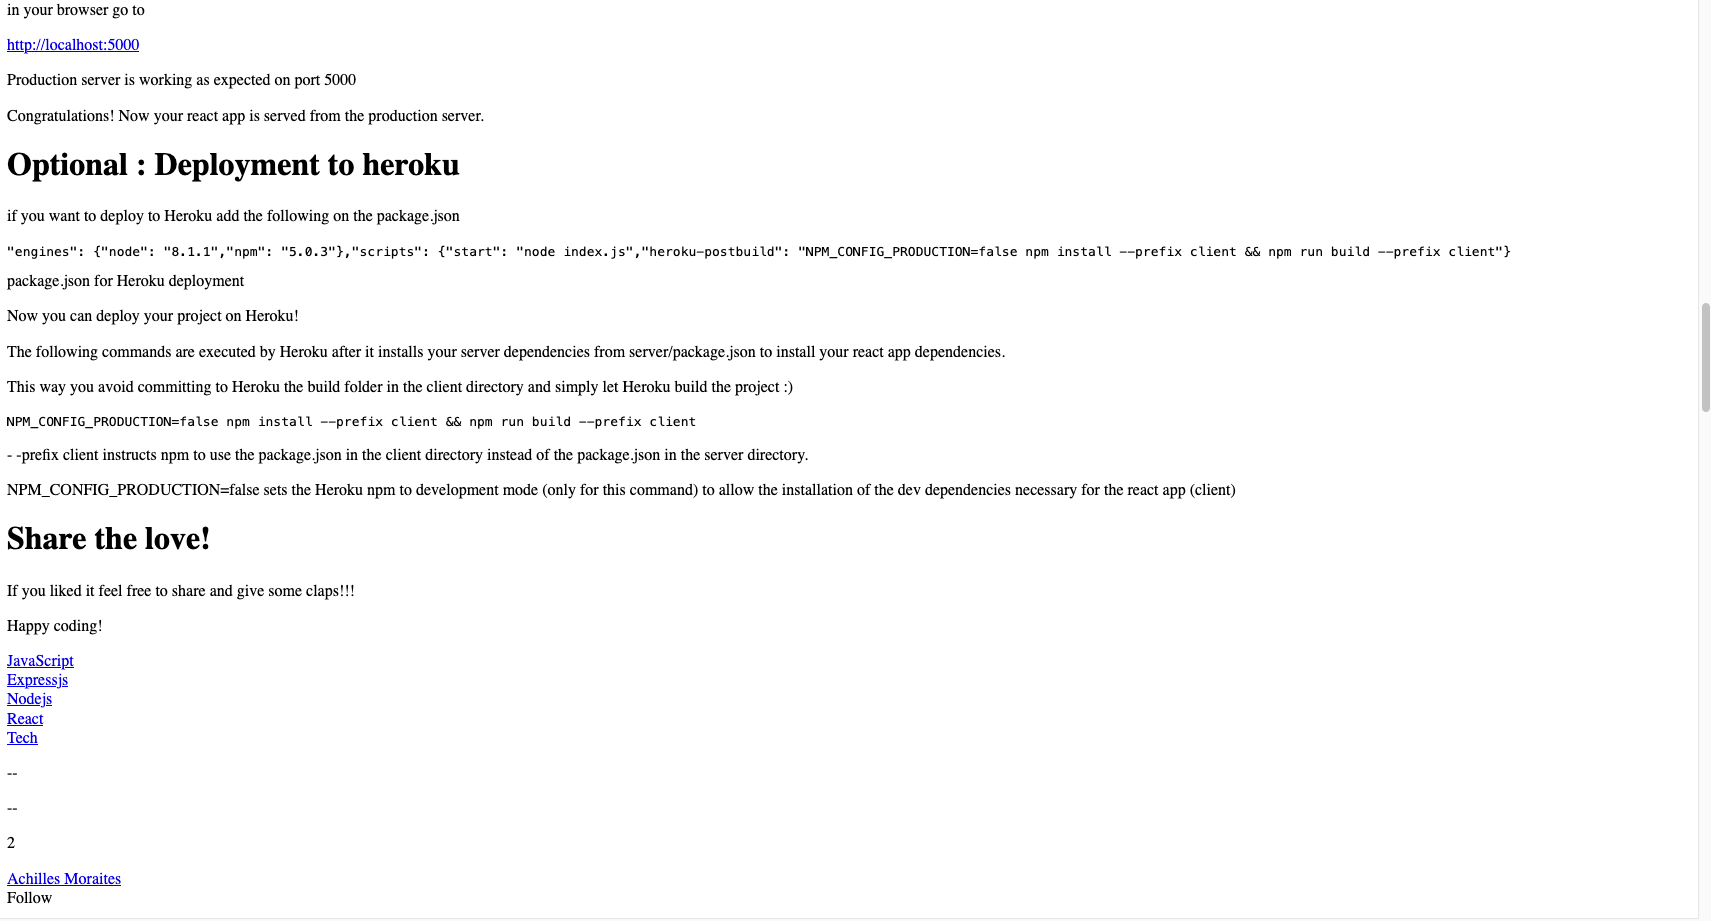 in your browser go to
http://localhost:5000
Production server is working as expected on port 5000
Congratulations! Now your react app is served from the production server.
Optional : Deployment to heroku
if you want to deploy to Heroku add the following on the package.json
"engines": {"node": "8.1.1","npm": "5.0.3"},"scripts": {"start": "node index.js","heroku-postbuild": "NPM_CONFIG_PRODUCTION=false npm install --prefix client && npm run build --prefix client"}
package.json for Heroku deployment
Now you can deploy your project on Heroku!
The following commands are executed by Heroku after it installs your server dependencies from server/package.json to install your react app dependencies.
This way you avoid committing to Heroku the build folder in the client directory and simply let Heroku build the project :)
NPM_CONFIG_PRODUCTION=false npm install --prefix client && npm run build --prefix client
- -prefix client instructs npm to use the package.json in the client directory instead of the package.json in the server directory.
NPM_CONFIG_PRODUCTION=false sets the Heroku npm to development mode (only for this command) to allow the installation of the dev dependencies necessary for the react app (client)
Share the love!
If you liked it feel free to share and give some claps!!!
Happy coding!
JavaScript
Expressjs
Nodejs
React
Tech
--
--
2
Achilles Moraites
Follow